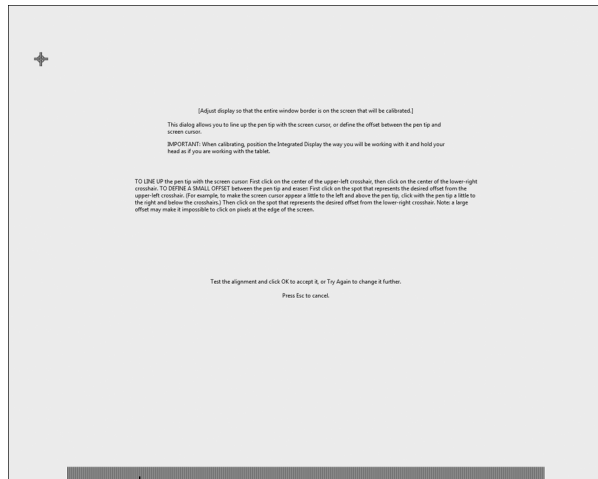 [Adjust display so that the entire window border is on the screen that will be calibrated.]
This dialog allows you to line up the pen tip with the screen cursor, or define the offset between the pen tip and
screen cursor.
IMPORTANT: When calibrating, position the Integrated Display the way you will be working with it and hold your
head as if you are working with the tablet.
TO LINE UP the pen tip with the screen cursor: First click on the center of the upper-left crosshair, then click on the center of the lower-right
crosshair. TO DEFINE A SMALL OFFSET between the pen tip and eraser: First click on the spot that represents the desired offset from the
upper-left crosshair. (For example, to make the screen cursor appear a little to the left and above the pen tip, click with the pen tip a little to
the right and below the crosshairs.) Then click on the spot that represents the desired offset from the lower-right crosshair. Note: a large
offset may make it impossible to click on pixels at the edge of the screen.
Test the alignment and click OK to accept it, or Try Again to change it further.
Press Esc to cancel.